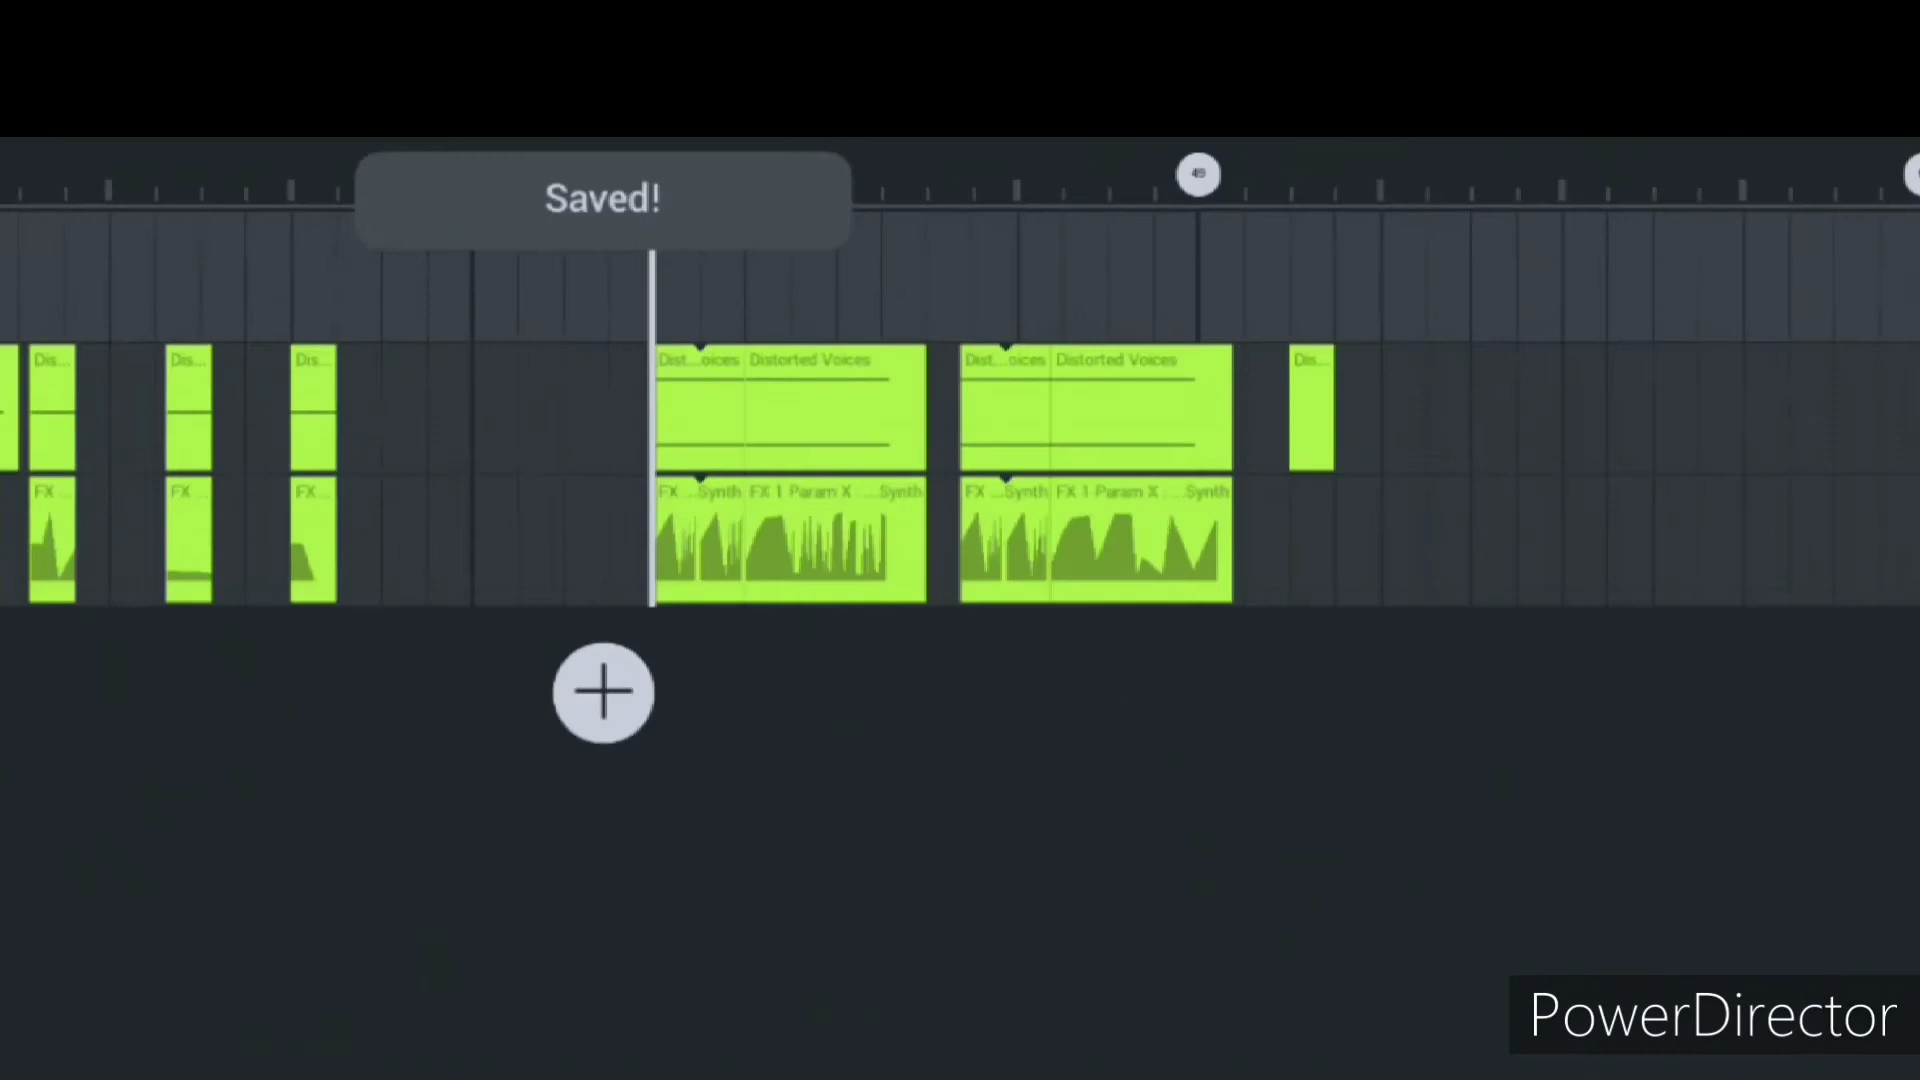 Saved!
49
Dis...
Dis...
Dis...
Dist...oices
Distorted Voices
Dist...oices
Distorted Voices
Dis...
FX ...
FX ...
FX ...
FX ...Synth
FX 1 Param X ...Synth
FX ...Synth
FX 1 Param X ...Synth
PowerDirector